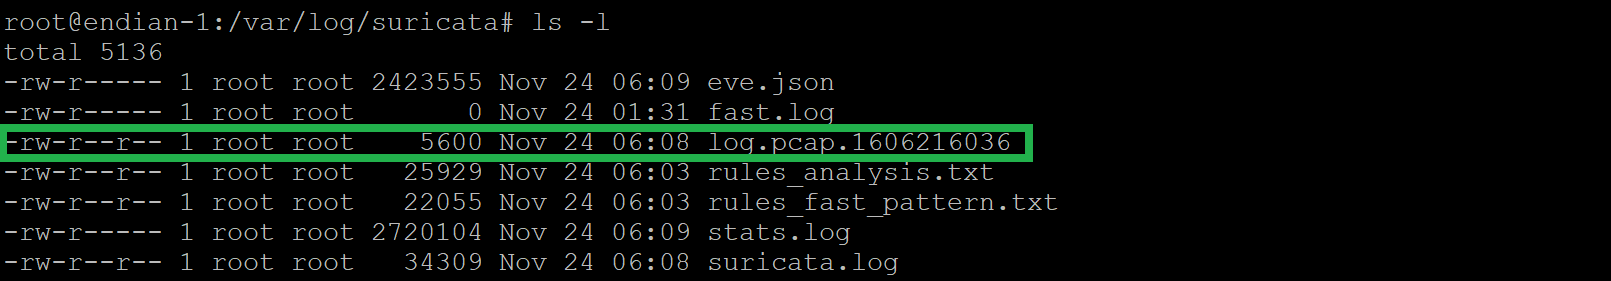 root@endian-1:/var/log/suricata# ls -l
total 5136
-rw-r----- 1 root root 2423555 Nov 24 06:09 eve.json
-rw-r----- 1 root root       0 Nov 24 01:31 fast.log
-rw-r--r-- 1 root root    5600 Nov 24 06:08 log.pcap.1606216036
-rw-r--r-- 1 root root   25929 Nov 24 06:03 rules_analysis.txt
-rw-r--r-- 1 root root   22055 Nov 24 06:03 rules_fast_pattern.txt
-rw-r----- 1 root root 2720104 Nov 24 06:09 stats.log
-rw-r--r-- 1 root root   34309 Nov 24 06:08 suricata.log